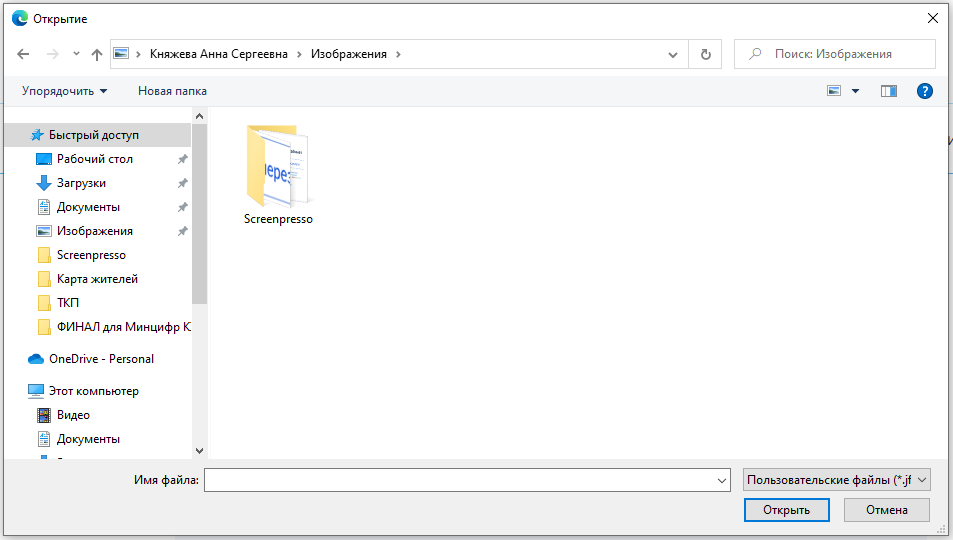 Открытие
Княжева Анна Сергеевна
Изображения
Поиск: Изображения
Упорядочить
Новая папка
Быстрый доступ
Рабочий стол
Загрузки
Документы
Изображения
Screenpresso
Карта жителей
ТКП
ФИНАЛ для Минцифр К
OneDrive - Personal
Этот компьютер
Видео
Документы
Screenpresso
Имя файла:
Пользовательские файлы (*.jf
Открыть
Отмена